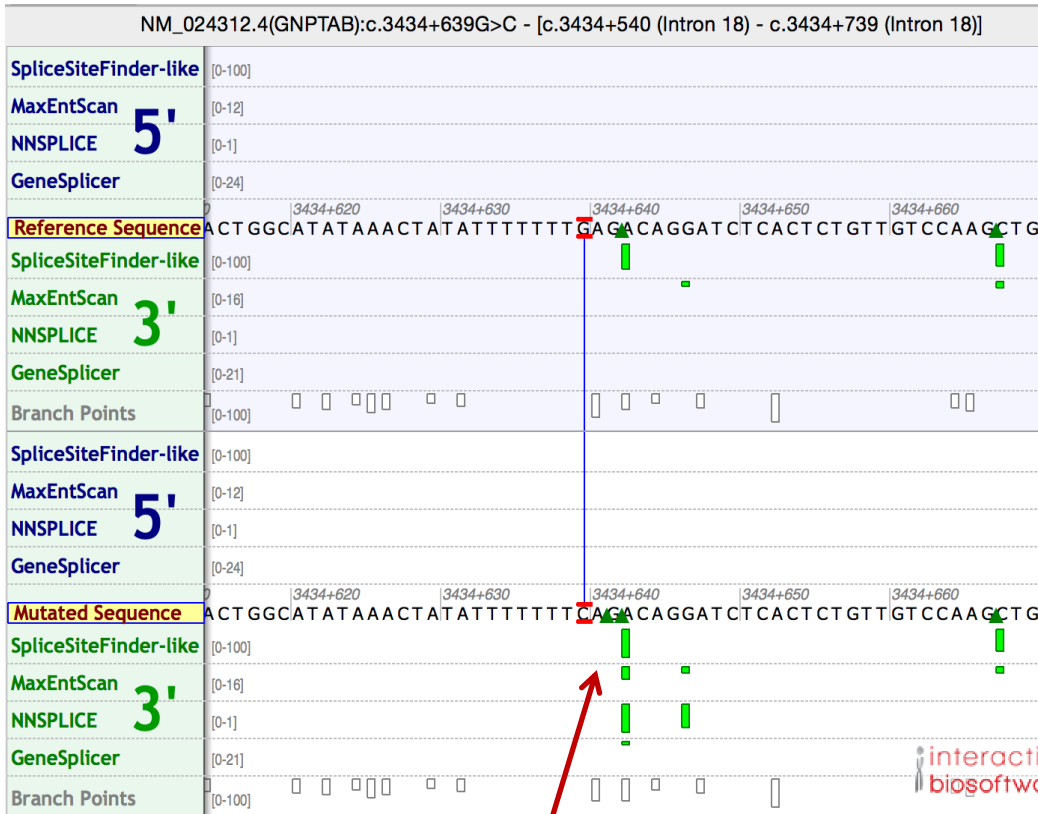 NM_024312.4(GNPTAB):c.3434+639G>C - [c.3434+540 (Intron 18) - c.3434+739 (Intron 18)]
SpliceSiteFinder-like [0-100]
MaxEntScan [0-12]
5'
NNSPLICE [0-1]
GeneSplicer [0-24]
3434+620 3434+630 3434+640 3434+650 3434+660
Reference Sequence ACTGGCATATAAACTATATTTTTTTGAGACAGGATCTCACTCTGTTGTCCAAGCTG
SpliceSiteFinder-like [0-100]
MaxEntScan [0-16]
3'
NNSPLICE [0-1]
GeneSplicer [0-21]
Branch Points [0-100]
SpliceSiteFinder-like [0-100]
MaxEntScan [0-12]
5'
NNSPLICE [0-1]
GeneSplicer [0-24]
3434+620 3434+630 3434+640 3434+650 3434+660
Mutated Sequence ACTGGCATATAAACTATATTTTTTTCAGACAGGATCTCACTCTGTTGTCCAAGCTG
SpliceSiteFinder-like [0-100]
MaxEntScan [0-16]
3'
NNSPLICE [0-1]
GeneSplicer [0-21]
Branch Points [0-100]
interacti
biosoftwa